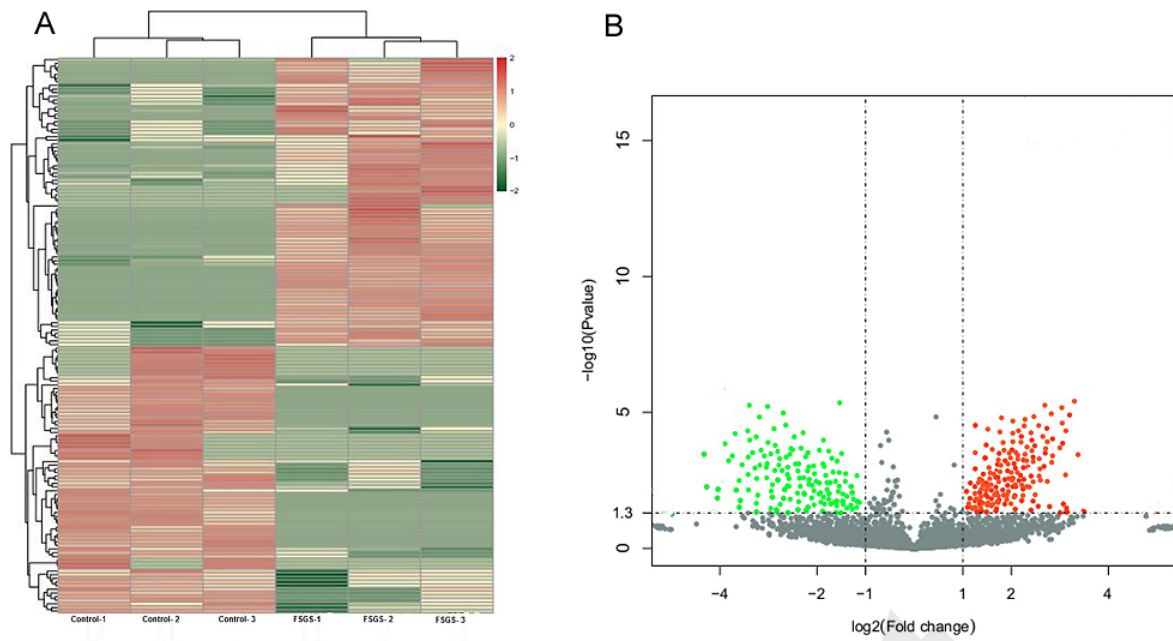 A
2
1
0
−1
−2
Control-1
Control- 2
Control- 3
FSGS-1
FSGS- 2
FSGS- 3
B
−log10(Pvalue)
15
10
5
1.3
0
−4
−2
−1
1
2
4
log2(Fold change)